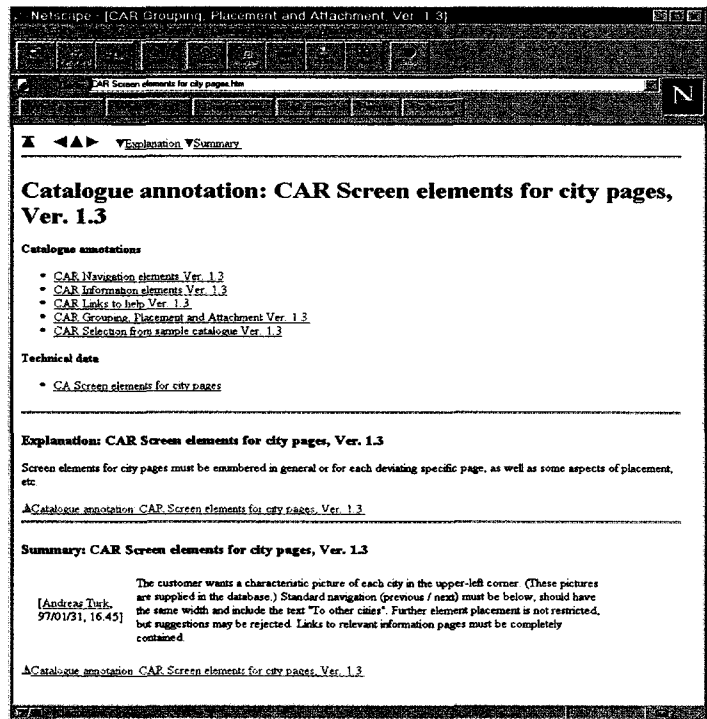 Netscape - [CAR Grouping, Placement and Attachment, Ver. 1.3]
CAR Screen elements for city pages.htm
N
▼Explanation ▼Summary
Catalogue annotation: CAR Screen elements for city pages,
Ver. 1.3
Catalogue annotations
• CAR Navigation elements Ver. 1.3
• CAR Information elements Ver. 1.3
• CAR Links to help Ver. 1.3
• CAR Grouping, Placement and Attachment Ver. 1.3
• CAR Selection from sample catalogue Ver. 1.3
Technical data
• CA Screen elements for city pages
Explanation: CAR Screen elements for city pages, Ver. 1.3
Screen elements for city pages must be enumbered in general or for each deviating specific page, as well as some aspects of placement,
etc
▲Catalogue annotation: CAR Screen elements for city pages, Ver. 1.3
Summary: CAR Screen elements for city pages, Ver. 1.3
[Andreas Turk,
97/01/31, 16.45]
The customer wants a characteristic picture of each city in the upper-left corner. (These pictures
are supplied in the database.) Standard navigation (previous / next) must be below, should have
the same width and include the text "To other cities". Further element placement is not restricted,
but suggestions may be rejected. Links to relevant information pages must be completely
contained.
▲Catalogue annotation: CAR Screen elements for city pages, Ver. 1.3